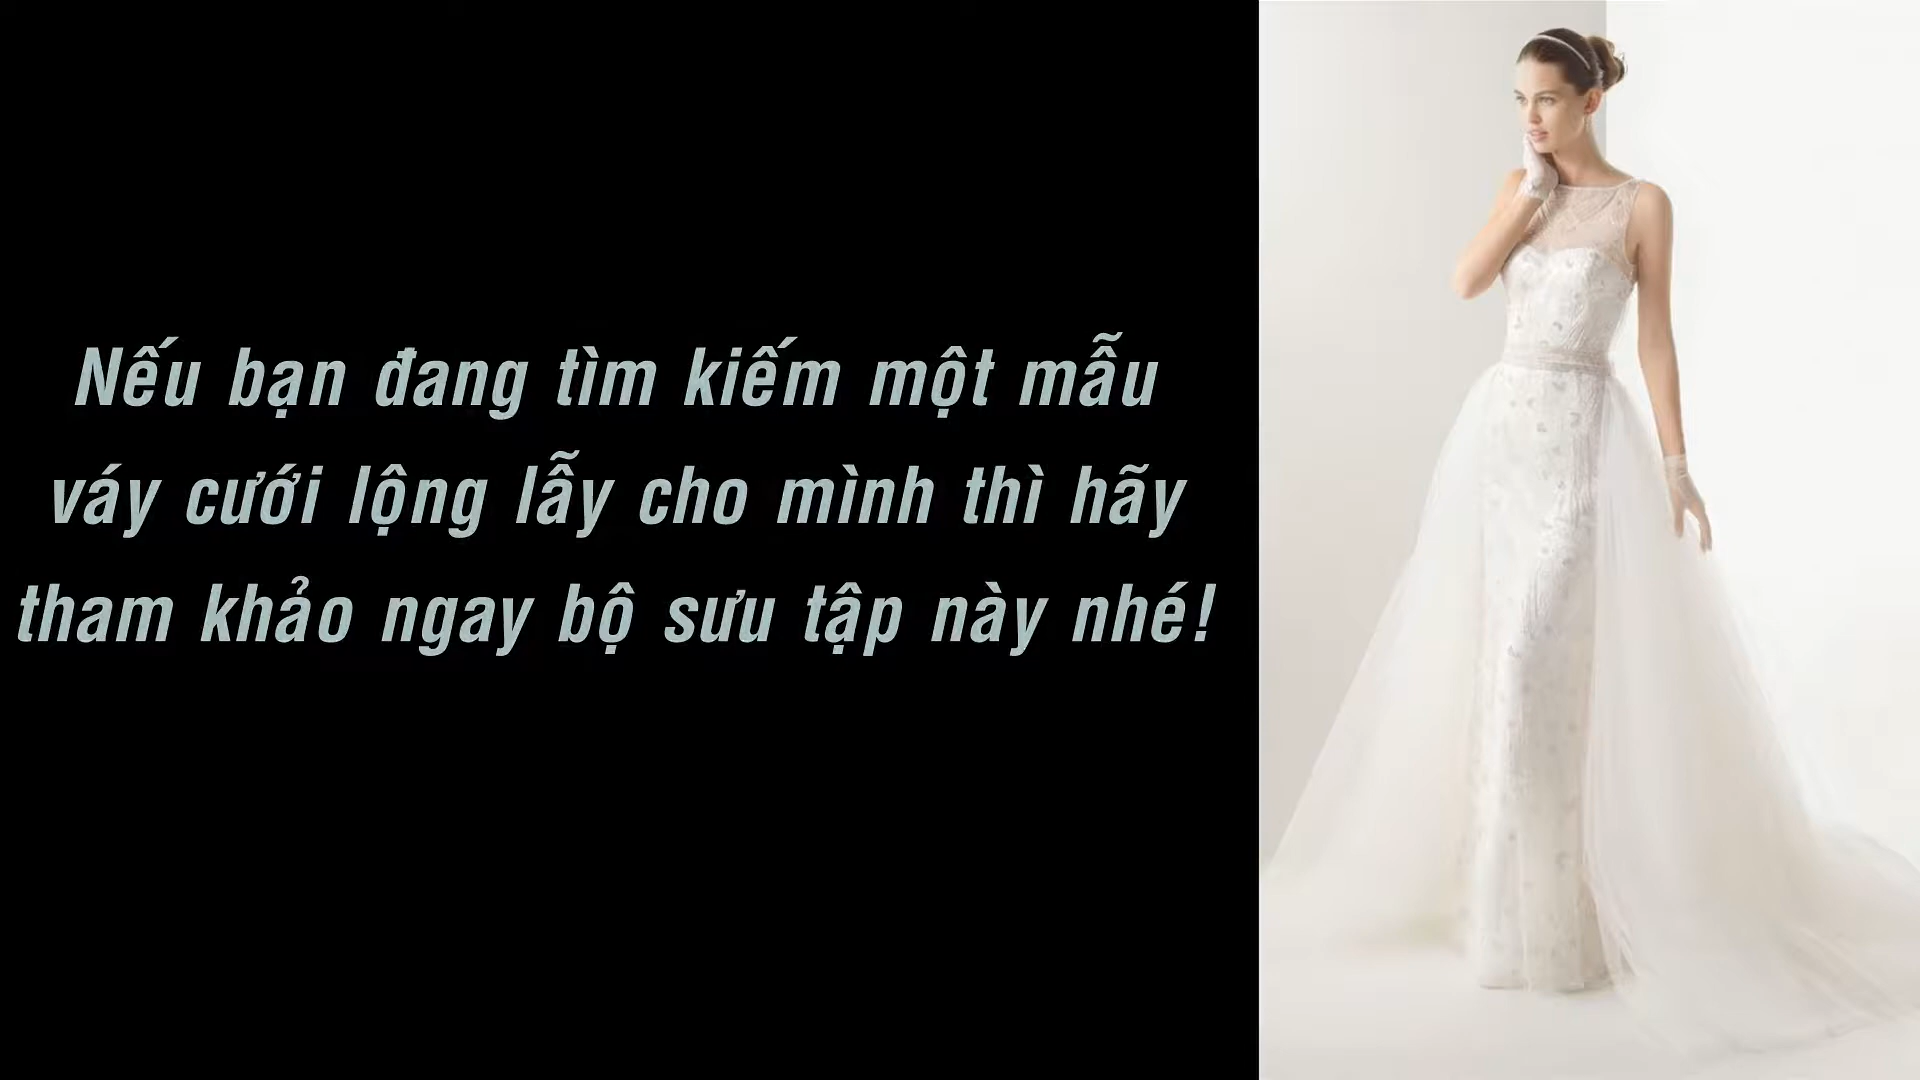 Nếu bạn đang tìm kiếm một mẫu
váy cưới lộng lẫy cho mình thì hãy
tham khảo ngay bộ sưu tập này nhé!